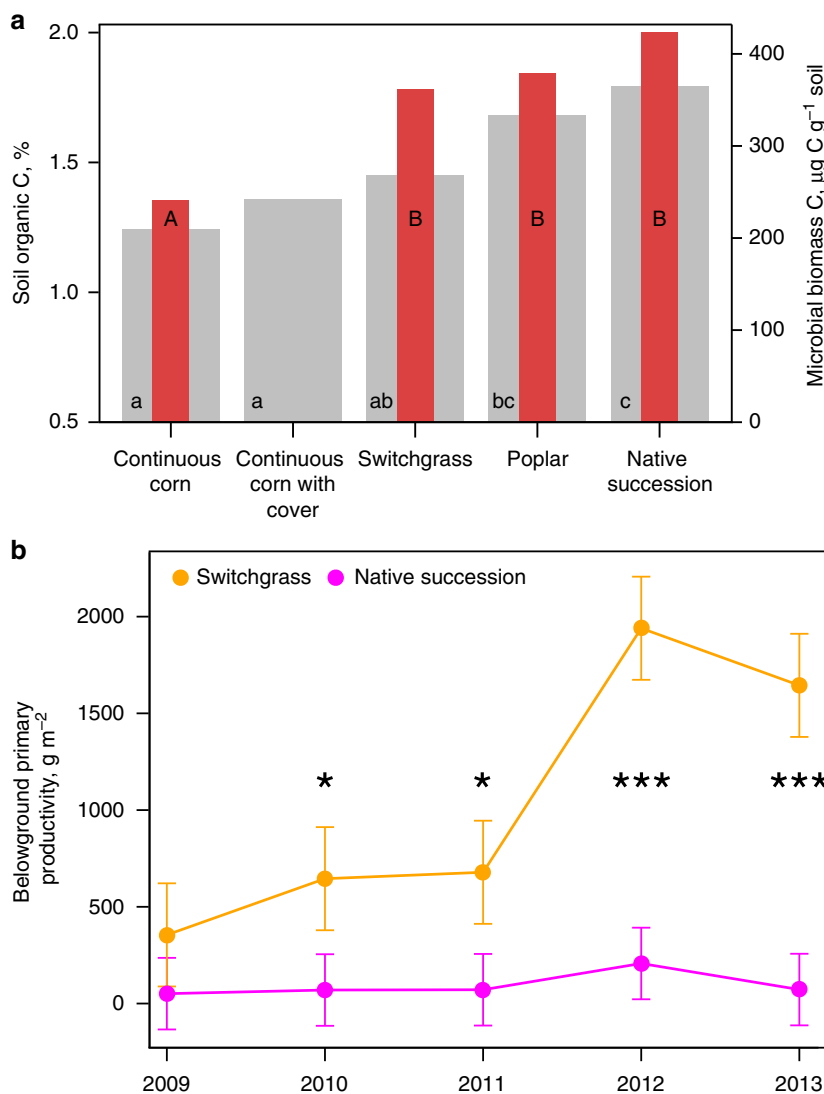 a
2.0
1.5
1.0
0.5
Soil organic C, %
400
300
200
100
0
Microbial biomass C, µg C g⁻¹ soil
A
B
B
B
a
a
ab
bc
c
Continuous
corn
Continuous
corn with
cover
Switchgrass
Poplar
Native
succession
b
Switchgrass
Native succession
2000
1500
1000
500
0
Belowground primary
productivity, g m⁻²
* * *** ***
2009 2010 2011 2012 2013